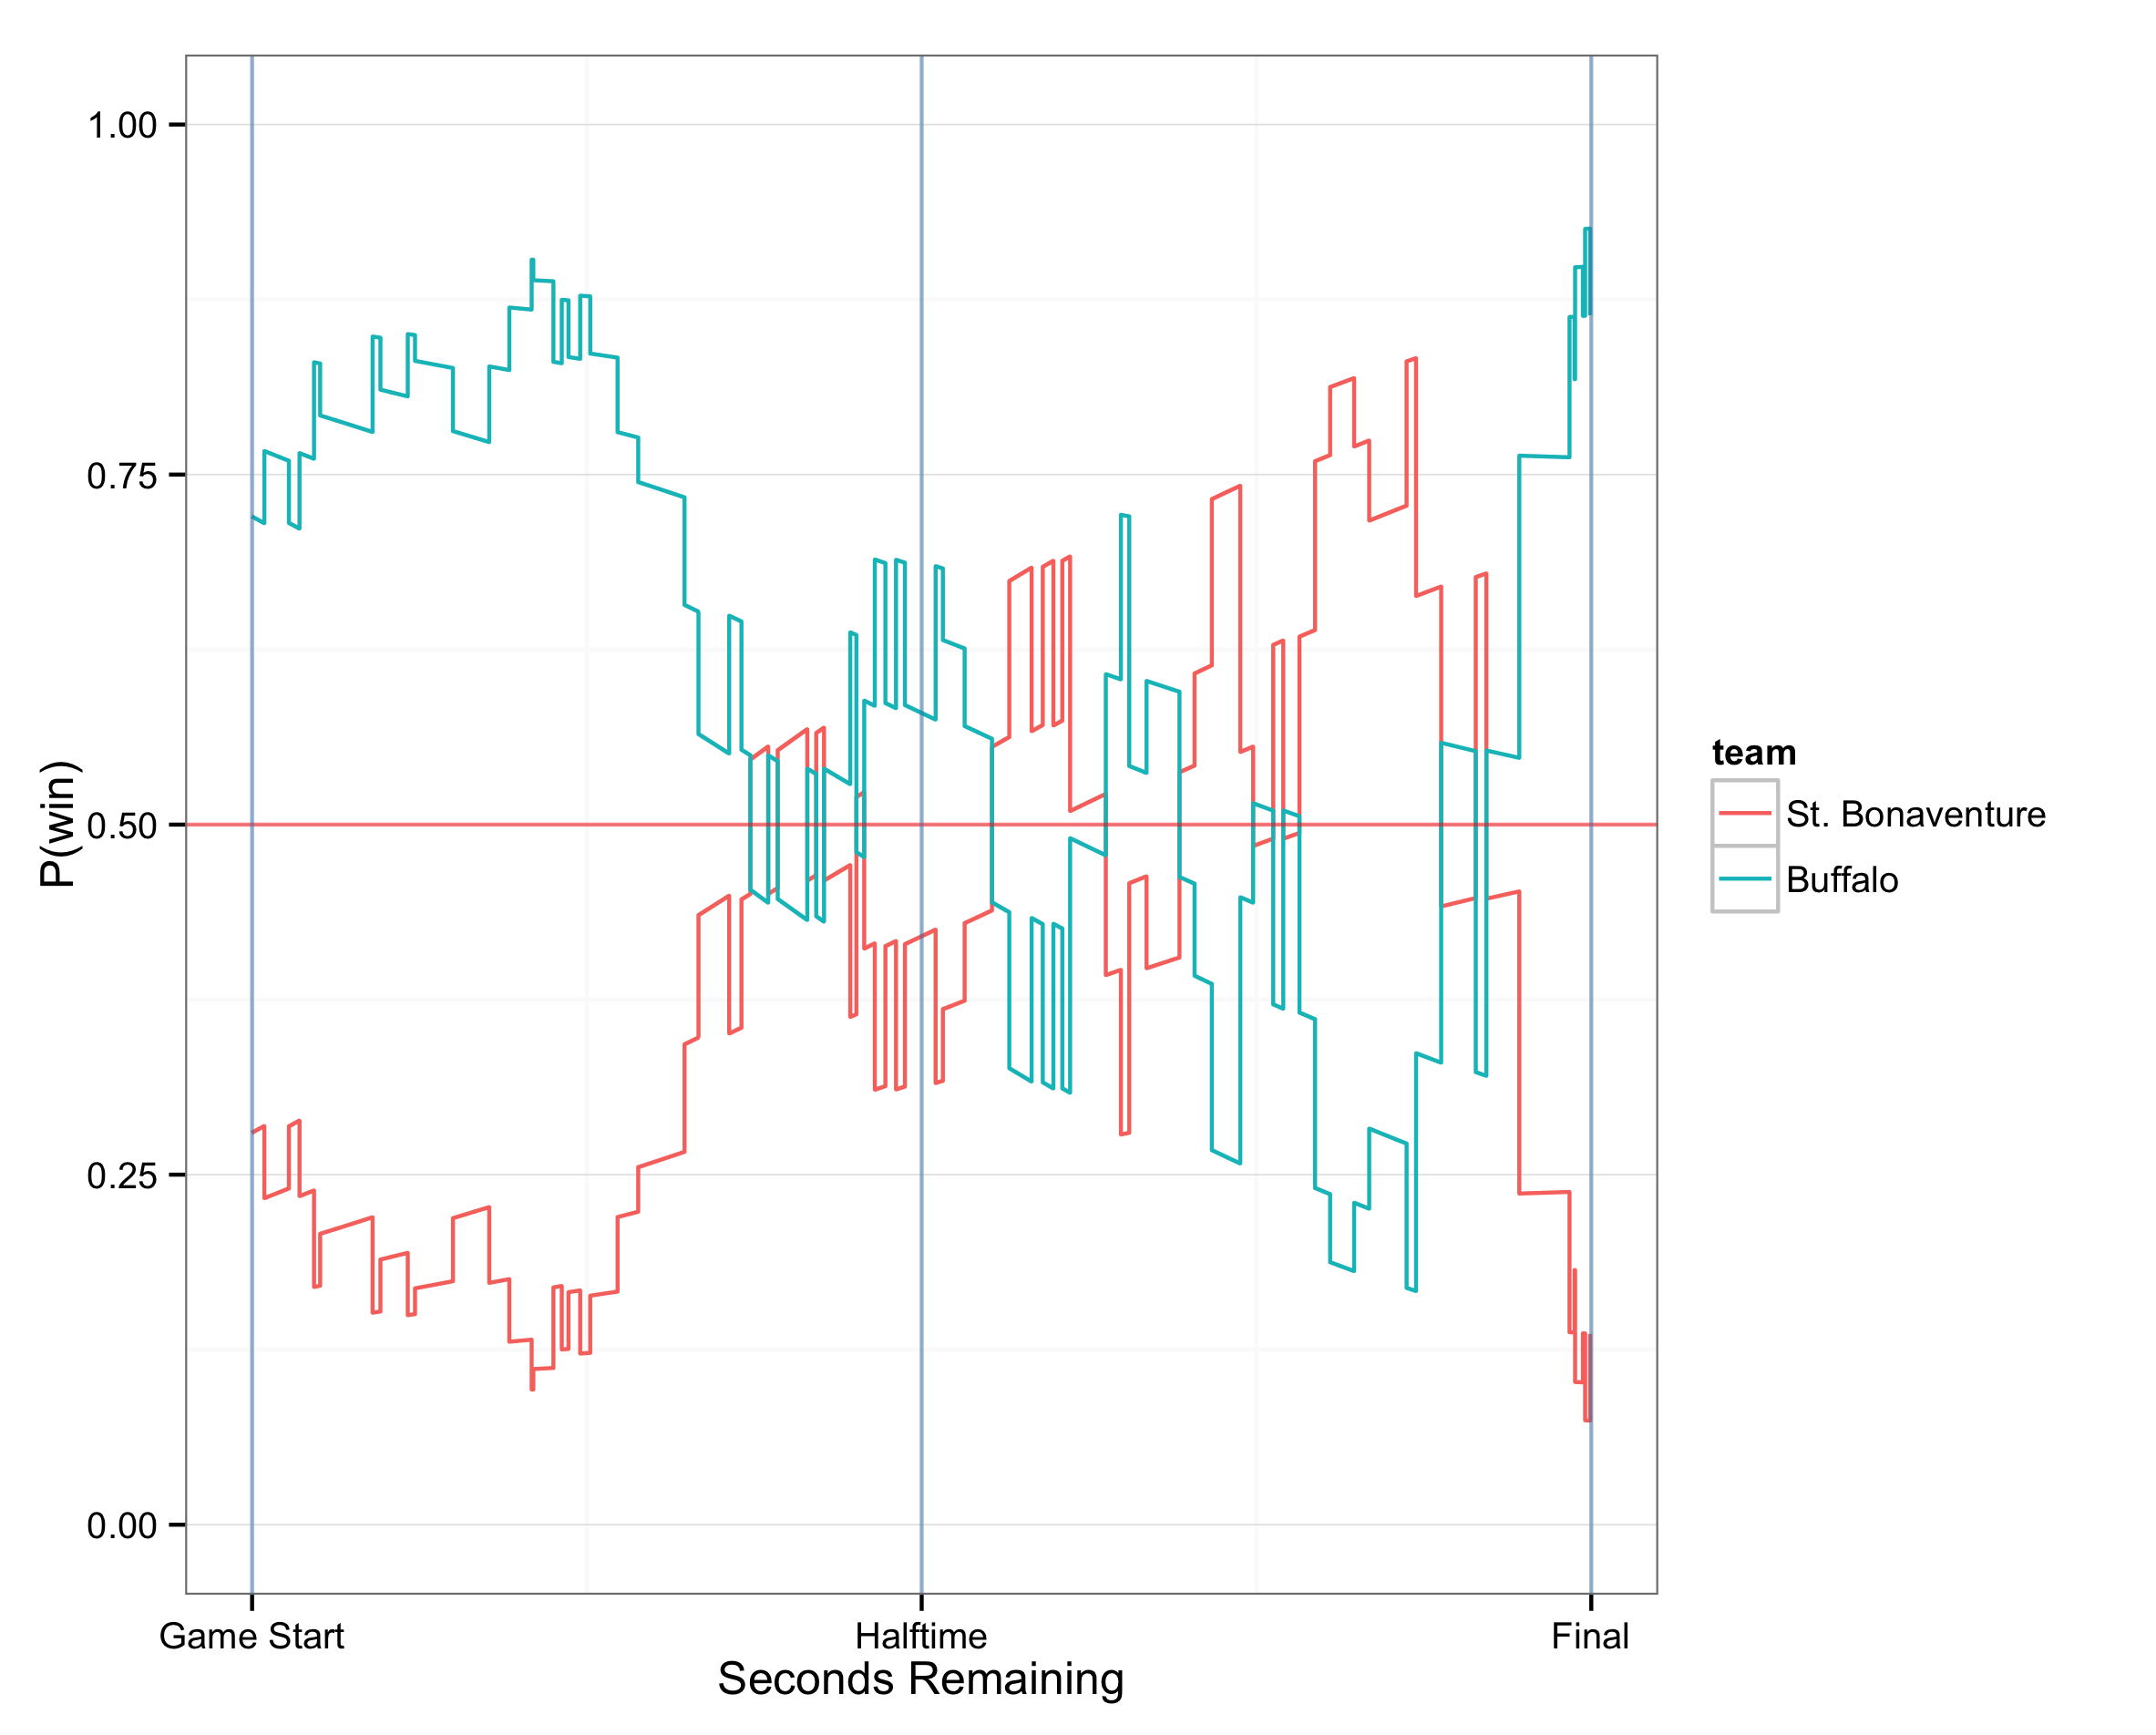 1.00
0.75
0.50
0.25
0.00
P(win)
Game Start
Halftime
Final
Seconds Remaining
team
St. Bonaventure
Buffalo